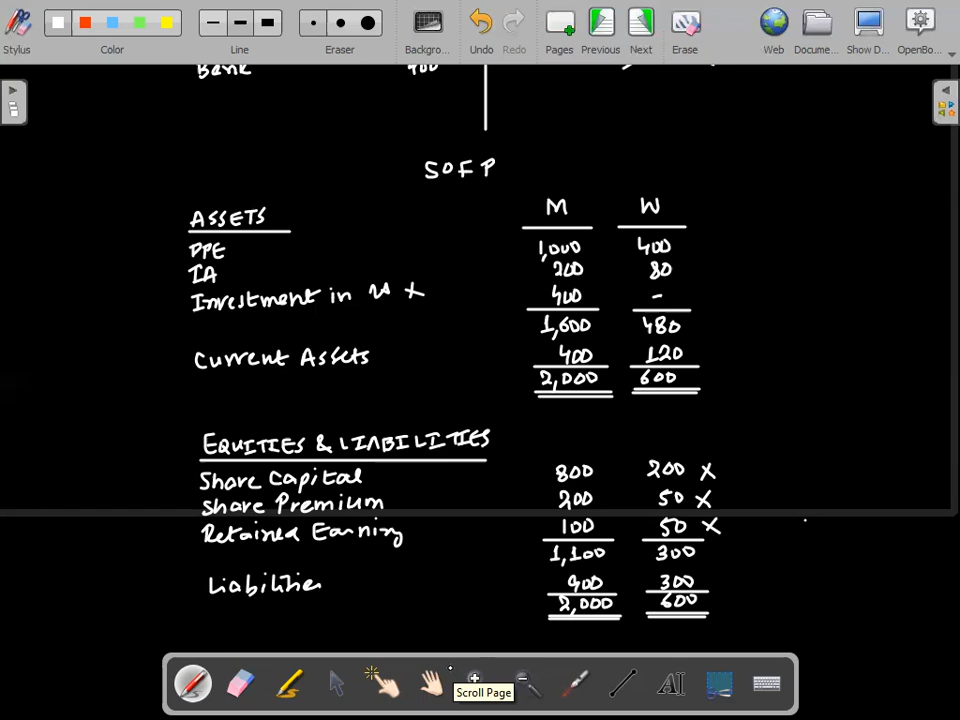 Stylus Color Line Eraser Backgro... Undo Redo Pages Previous Next Erase Web Docume... Show D... OpenBo...
Bank 400
SOFP
ASSETS M W
PPE 1,000 400
IA 200 80
Investment in W X 400 -
1,600 480
Current Assets 400 120
2,000 600
EQUITIES & LIABILITIES
Share Capital 800 200 X
Share Premium 200 50 X
Retained Earning 100 50 X
1,100 300
Liabilities 900 300
2,000 600
Scroll Page